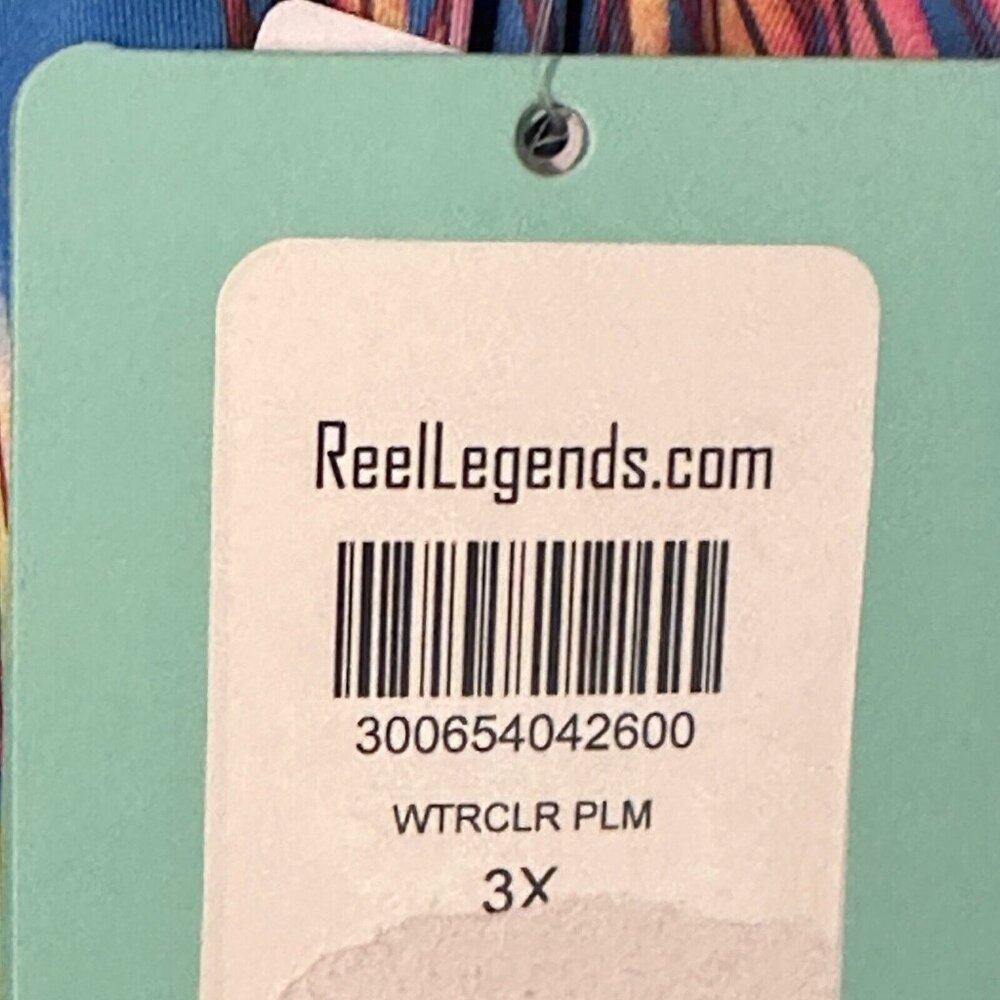 ReelLegends.com
300654042600
WTRCLR PLM
3X